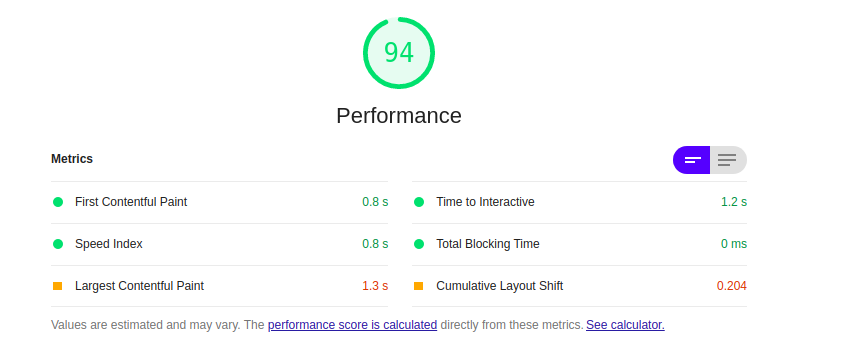 94
Performance
Metrics
First Contentful Paint 0.8 s
Time to Interactive 1.2 s
Speed Index 0.8 s
Total Blocking Time 0 ms
Largest Contentful Paint 1.3 s
Cumulative Layout Shift 0.204
Values are estimated and may vary. The performance score is calculated directly from these metrics. See calculator.